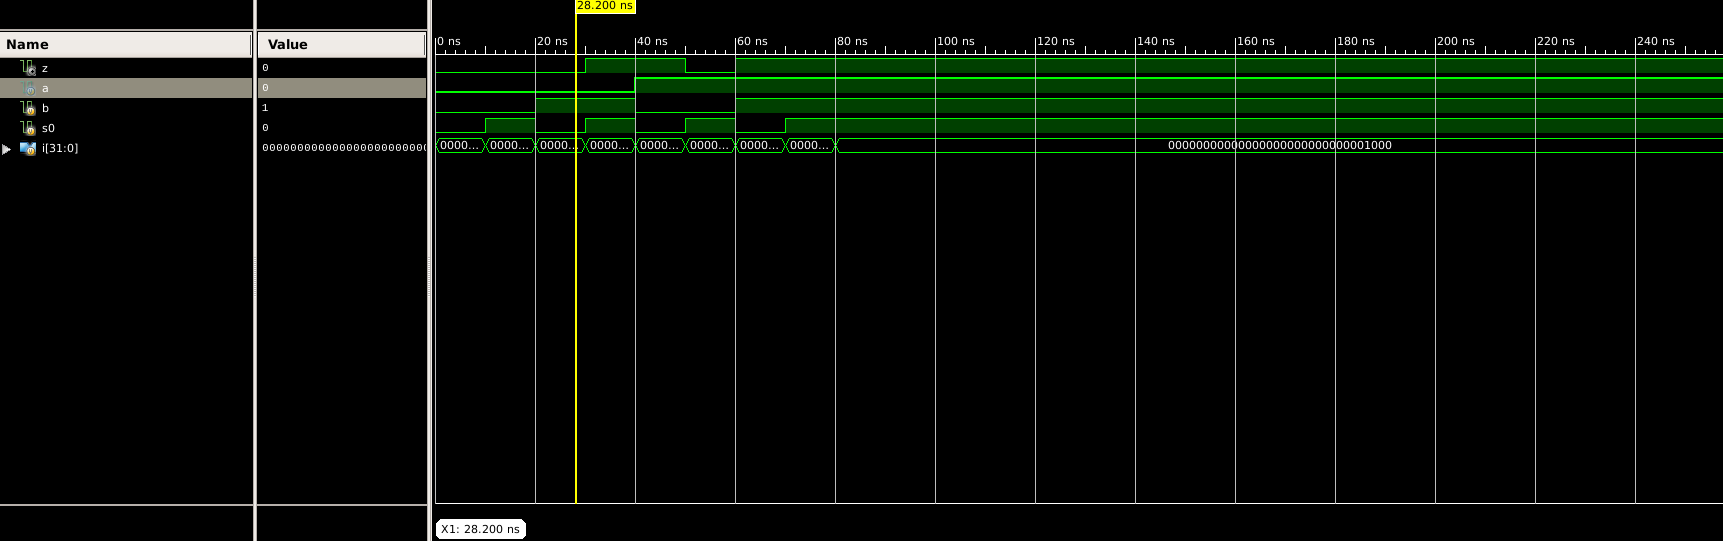 28.200 ns
Name Value
0 ns 20 ns 40 ns 60 ns 80 ns 100 ns 120 ns 140 ns 160 ns 180 ns 200 ns 220 ns 240 ns
z 0
a 0
b 1
s0 0
i[31:0] 0000... 0000... 0000... 0000... 0000... 0000... 0000... 0000... 00000000000000000000000000001000
X1: 28.200 ns